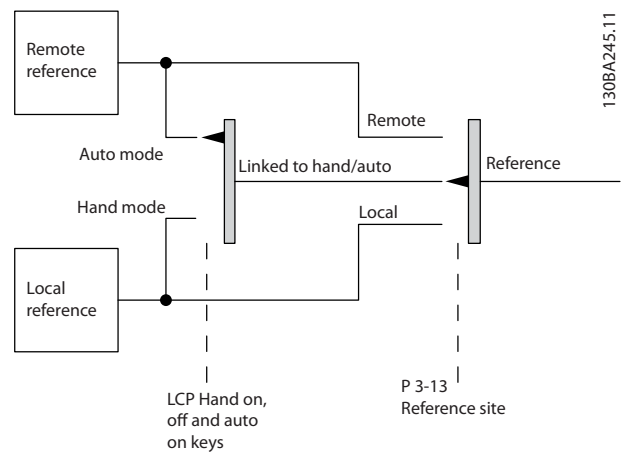 Remote
reference
130BA245.11
Remote
Auto mode
Linked to hand/auto
Reference
Hand mode
Local
Local
reference
LCP Hand on,
off and auto
on keys
P 3-13
Reference site